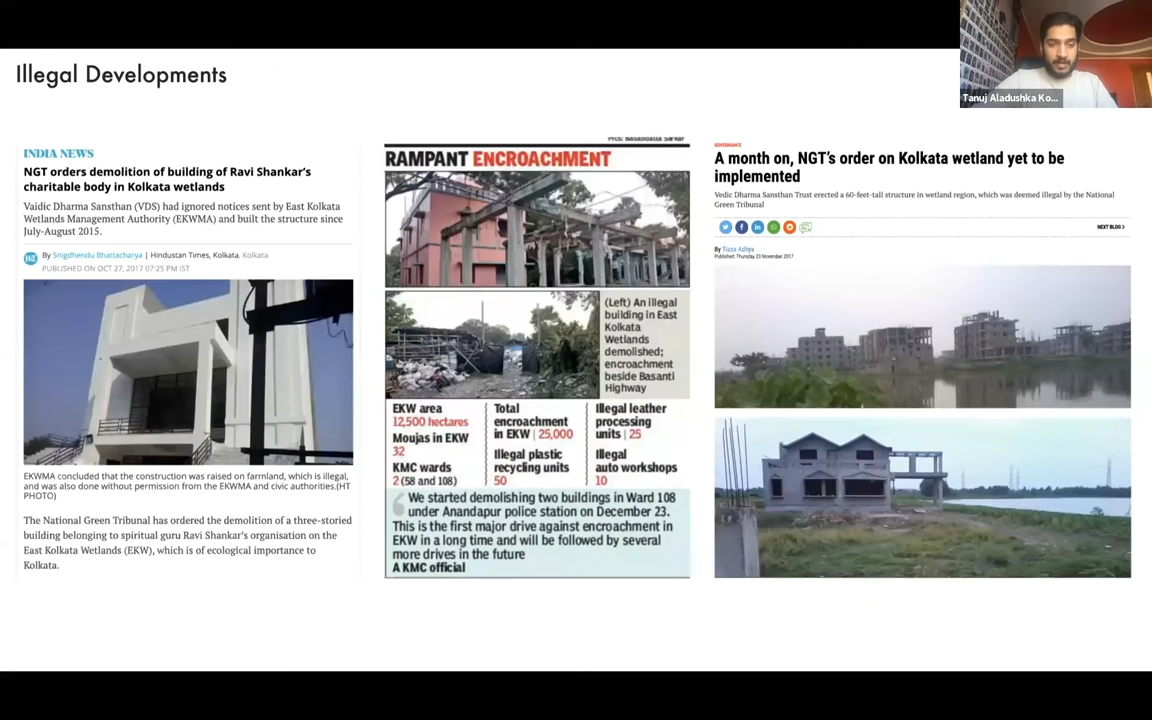 Illegal Developments
Tanuj Aladushka Ko...
INDIA NEWS
NGT orders demolition of building of Ravi Shankar's
charitable body in Kolkata wetlands
Vaidic Dharma Sansthan (VDS) had ignored notices sent by East Kolkata
Wetlands Management Authority (EKWMA) and built the structure since
July-August 2015.
By Snigdhendu Bhattacharya | Hindustan Times, Kolkata, Kolkata
PUBLISHED ON OCT 27, 2017 07:25 PM IST
EKWMA concluded that the construction was raised on farmland, which is illegal,
and was also done without permission from the EKWMA and civic authorities.(HT
PHOTO)
The National Green Tribunal has ordered the demolition of a three-storied
building belonging to spiritual guru Ravi Shankar's organisation on the
East Kolkata Wetlands (EKW), which is of ecological importance to
Kolkata.
RAMPANT ENCROACHMENT
(Left) An illegal
building in East
Kolkata
Wetlands
demolished;
encroachment
beside Basanti
Highway
EKW area
12,500 hectares
Moujas in EKW
32
KMC wards
2 (58 and 108)
Total
encroachment
in EKW | 25,000
Illegal plastic
recycling units
50
Illegal leather
processing
units | 25
Illegal
auto workshops
10
We started demolishing two buildings in Ward 108
under Anandapur police station on December 23.
This is the first major drive against encroachment in
EKW in a long time and will be followed by several
more drives in the future
A KMC official
GOVERNANCE
A month on, NGT's order on Kolkata wetland yet to be
implemented
Vedic Dharma Sansthan Trust erected a 60-feet-tall structure in wetland region, which was deemed illegal by the National
Green Tribunal
NEXT BLOG >
By Tiasa Adhya
Published: Thursday 23 November 2017